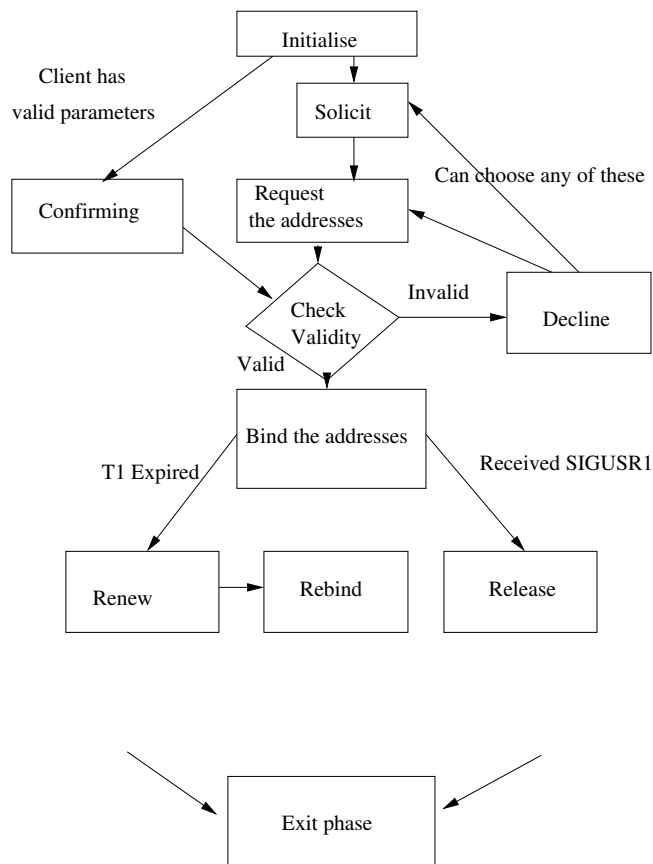 Initialise
Client has
valid parameters
Solicit
Can choose any of these
Confirming
Request
the addresses
Check
Validity
Invalid
Decline
Valid
Bind the addresses
T1 Expired
Received SIGUSR1
Renew
Rebind
Release
Exit phase